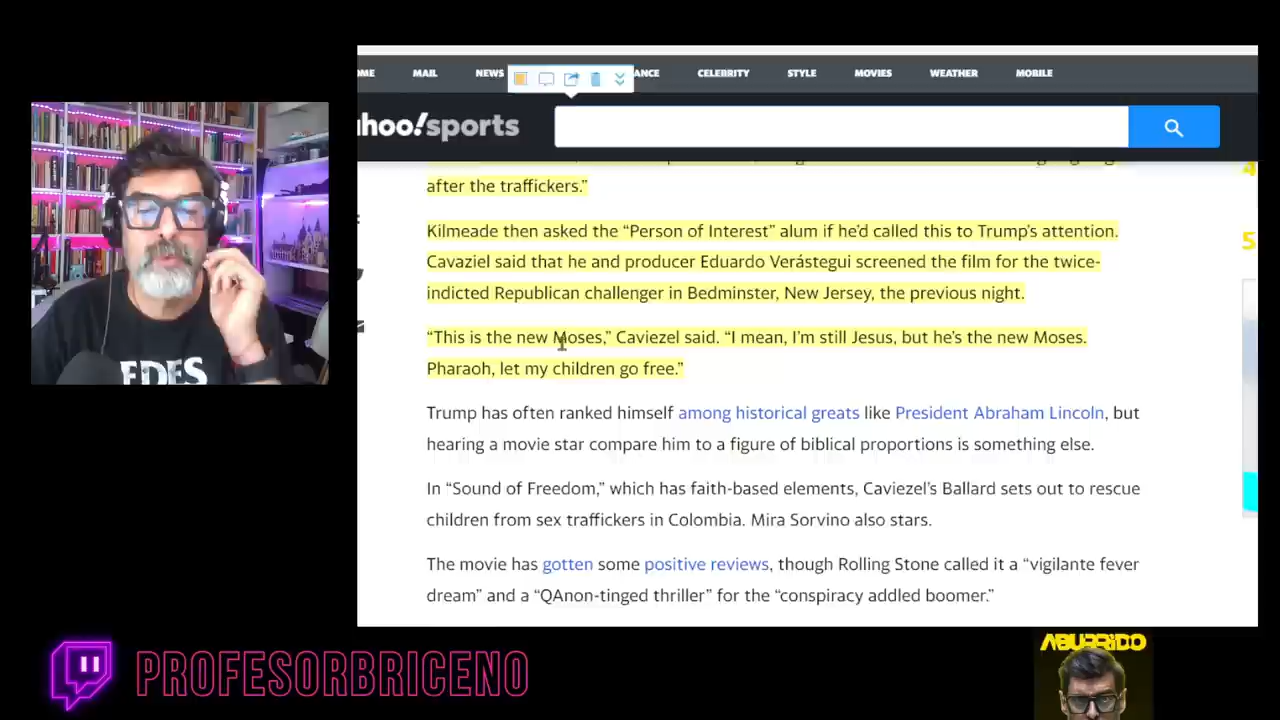 OME MAIL NEWS ANCE CELEBRITY STYLE MOVIES WEATHER MOBILE
ahoo!sports
after the traffickers.”
Kilmeade then asked the “Person of Interest” alum if he’d called this to Trump’s attention.
Cavaziel said that he and producer Eduardo Verástegui screened the film for the twice-
indicted Republican challenger in Bedminster, New Jersey, the previous night.
“This is the new Moses,” Caviezel said. “I mean, I’m still Jesus, but he’s the new Moses.
Pharaoh, let my children go free.”
Trump has often ranked himself among historical greats like President Abraham Lincoln, but
hearing a movie star compare him to a figure of biblical proportions is something else.
In “Sound of Freedom,” which has faith-based elements, Caviezel’s Ballard sets out to rescue
children from sex traffickers in Colombia. Mira Sorvino also stars.
The movie has gotten some positive reviews, though Rolling Stone called it a “vigilante fever
dream” and a “QAnon-tinged thriller” for the “conspiracy addled boomer.”
4
5
EDES
PROFESORBRICENO
ABURRIDO